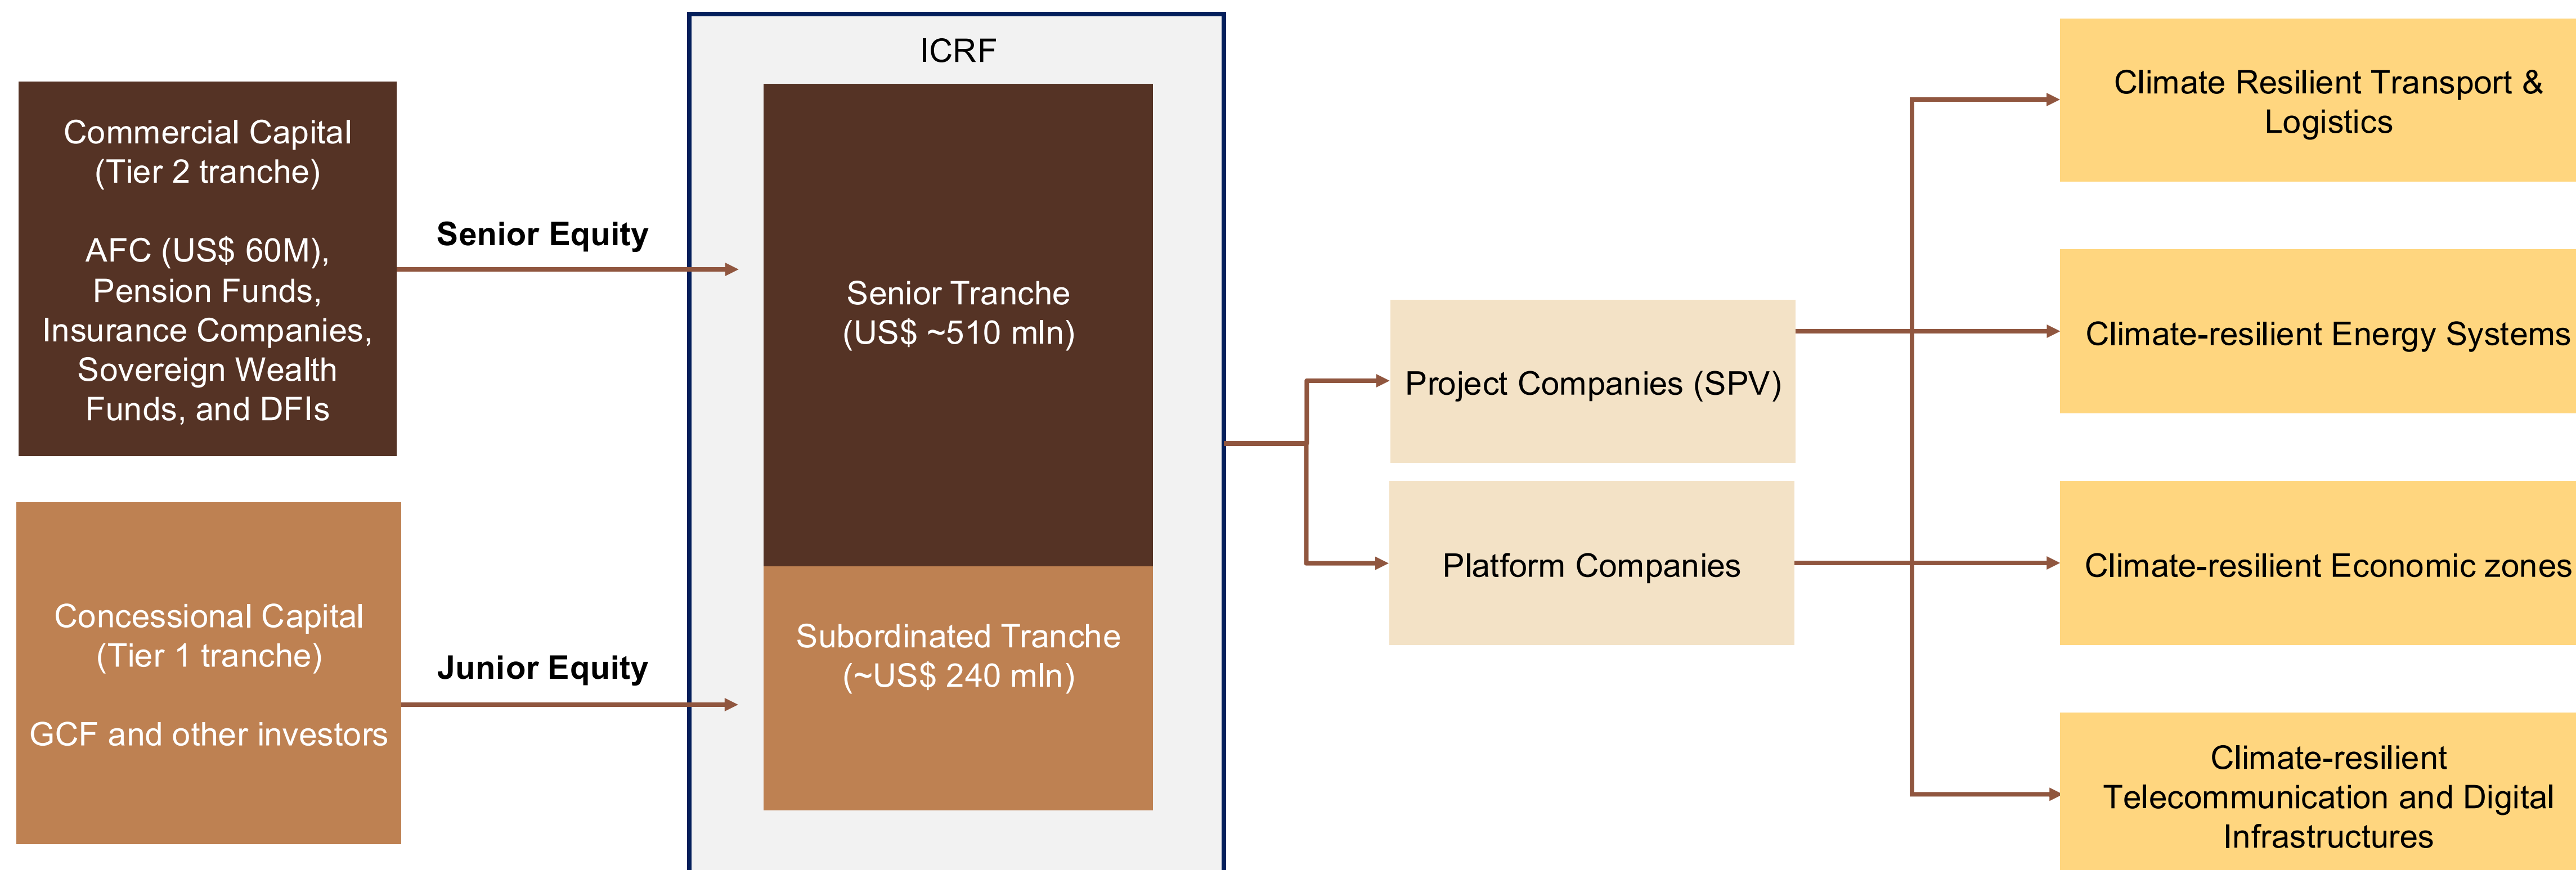 Commercial Capital
(Tier 2 tranche)
AFC (US$ 60M),
Pension Funds,
Insurance Companies,
Sovereign Wealth
Funds, and DFIs
Concessional Capital
(Tier 1 tranche)
GCF and other investors
Senior Equity
Junior Equity
ICRF
Senior Tranche
(US$ ~510 mln)
Subordinated Tranche
(~US$ 240 mln)
Project Companies (SPV)
Platform Companies
Climate Resilient Transport &
Logistics
Climate-resilient Energy Systems
Climate-resilient Economic zones
Climate-resilient
Telecommunication and Digital
Infrastructures